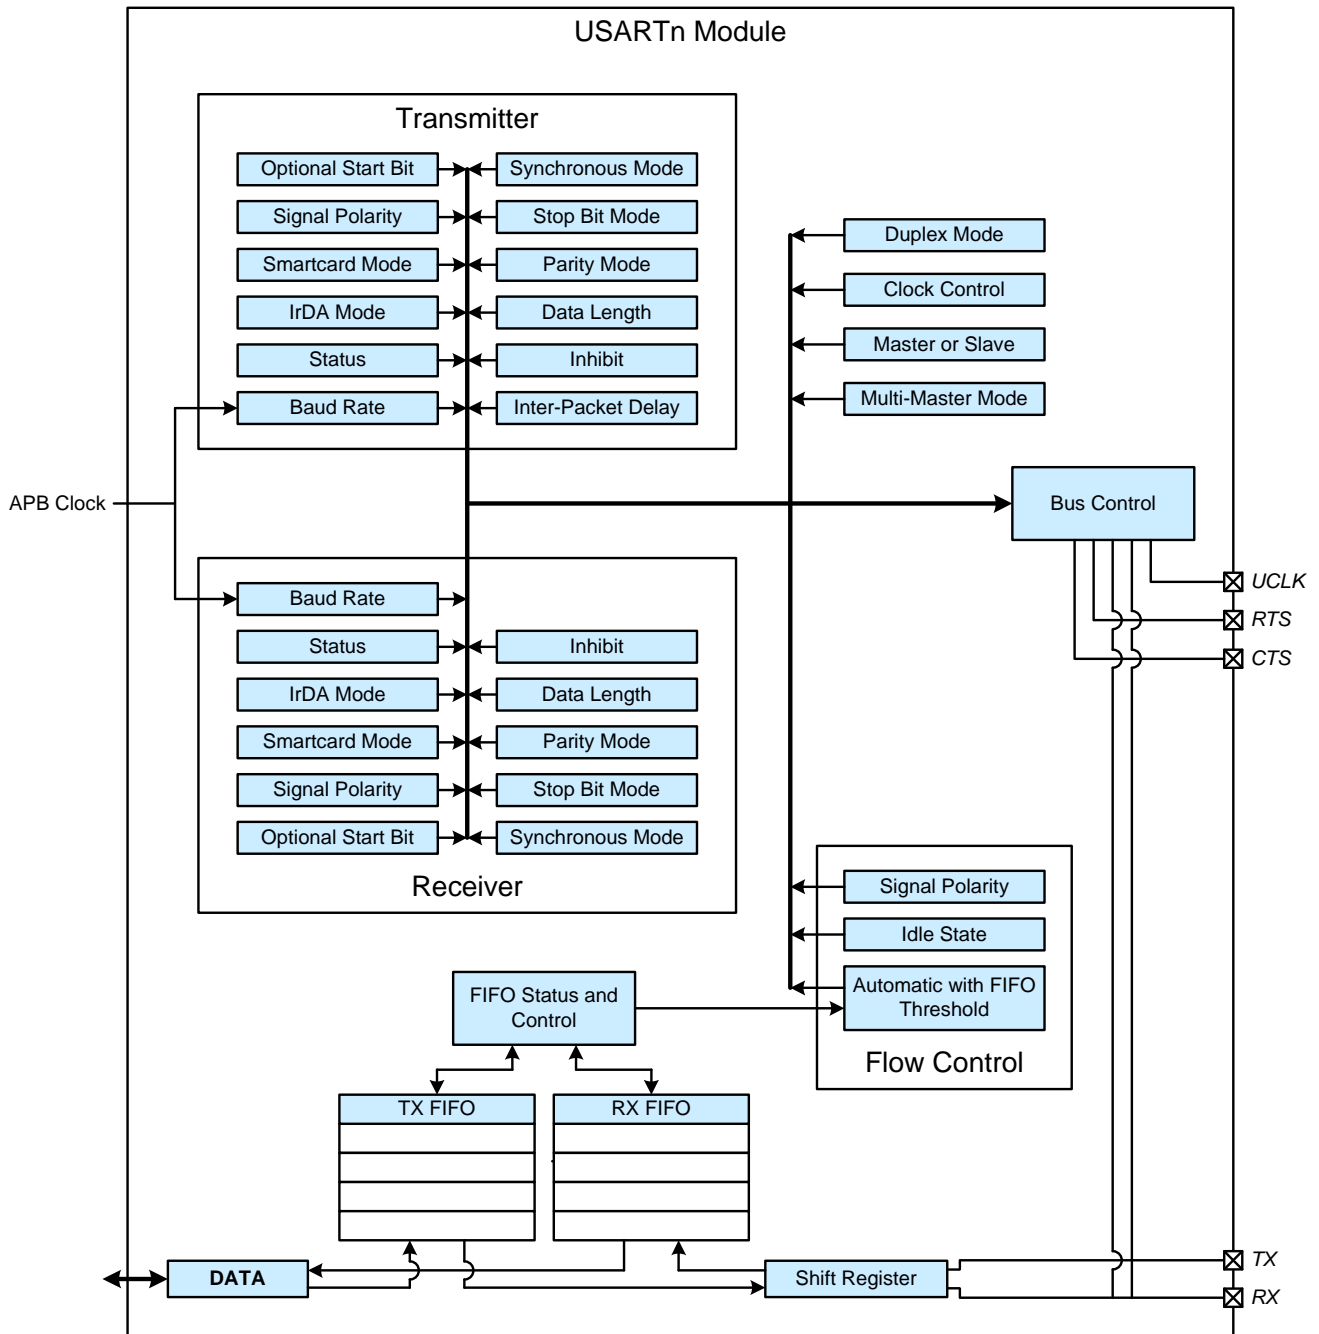 USARTn Module
Transmitter
Optional Start Bit
Synchronous Mode
Signal Polarity
Stop Bit Mode
Smartcard Mode
Parity Mode
IrDA Mode
Data Length
Status
Inhibit
Baud Rate
Inter-Packet Delay
Duplex Mode
Clock Control
Master or Slave
Multi-Master Mode
APB Clock
Bus Control
UCLK
RTS
CTS
Baud Rate
Status
Inhibit
IrDA Mode
Data Length
Smartcard Mode
Parity Mode
Signal Polarity
Stop Bit Mode
Optional Start Bit
Synchronous Mode
Receiver
Signal Polarity
Idle State
Automatic with FIFO
Threshold
Flow Control
FIFO Status and
Control
TX FIFO
RX FIFO
DATA
Shift Register
TX
RX